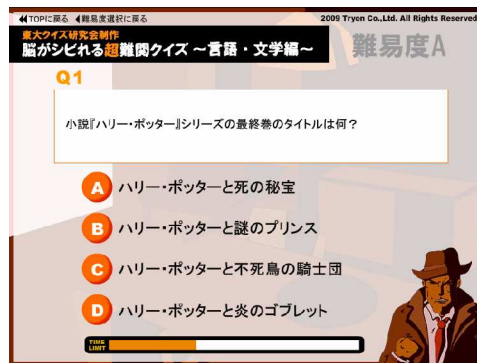 ◀◀TOPに戻る ◀難易度選択に戻る
2009 Tryon Co.,Ltd. All Rights Reserved
東大クイズ研究会制作
脳がシビれる超難関クイズ ～言語・文学編～
難易度A
Q1
小説『ハリー・ポッター』シリーズの最終巻のタイトルは何？
A ハリー・ポッターと死の秘宝
B ハリー・ポッターと謎のプリンス
C ハリー・ポッターと不死鳥の騎士団
D ハリー・ポッターと炎のゴブレット
TIME
LIMIT